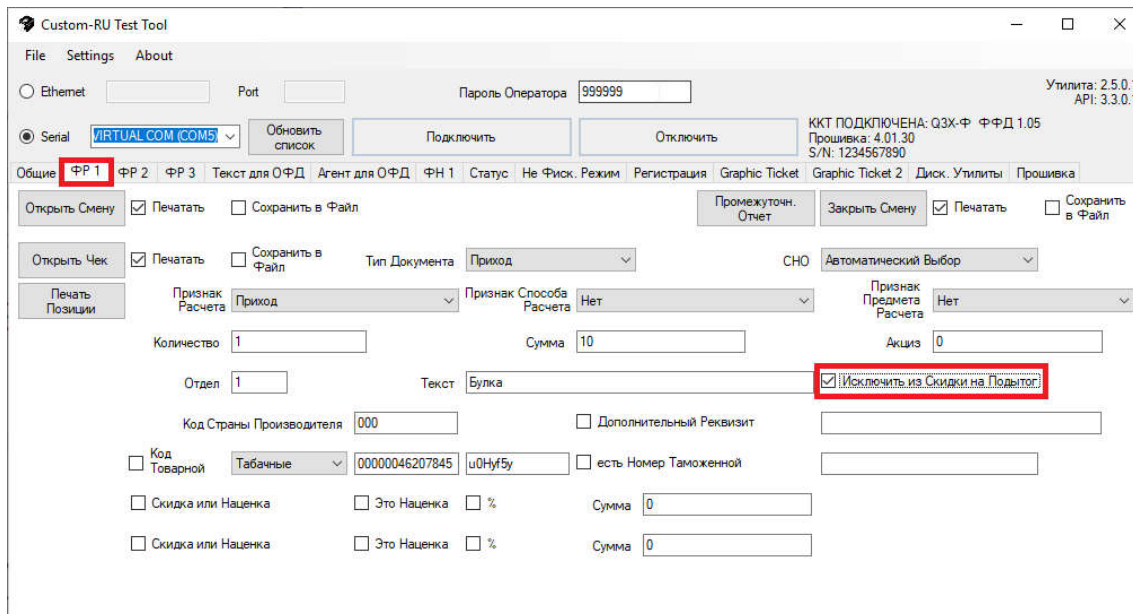 Custom-RU Test Tool
File Settings About
Ethernet Port Пароль Оператора 999999
Утилита: 2.5.0.
API: 3.3.0.
Serial VIRTUAL COM (COM5) Обновить список Подключить Отключить
ККТ ПОДКЛЮЧЕНА: Q3X-Ф ФФД 1.05
Прошивка: 4.01.30
S/N: 1234567890
Общие ФР 1 ФР 2 ФР 3 Текст для ОФД Агент для ОФД ФН 1 Статус Не Фиск. Режим Регистрация Graphic Ticket Graphic Ticket 2 Диск. Утилиты Прошивка
Открыть Смену Печатать Сохранить в Файл Промежуточн. Отчет Закрыть Смену Печатать Сохранить в Файл
Открыть Чек Печатать Сохранить в Файл Тип Документа Приход СНО Автоматический Выбор
Печать Позиции Признак Расчета Приход Признак Способа Расчета Нет Признак Предмета Расчета Нет
Количество 1 Сумма 10 Акциз 0
Отдел 1 Текст Булка Исключить из Скидки на Подытог
Код Страны Производителя 000 Дополнительный Реквизит
Код Товарной Табачные 00000046207845 u0Hyf5y есть Номер Таможенной
Скидка или Наценка Это Наценка % Сумма 0
Скидка или Наценка Это Наценка % Сумма 0